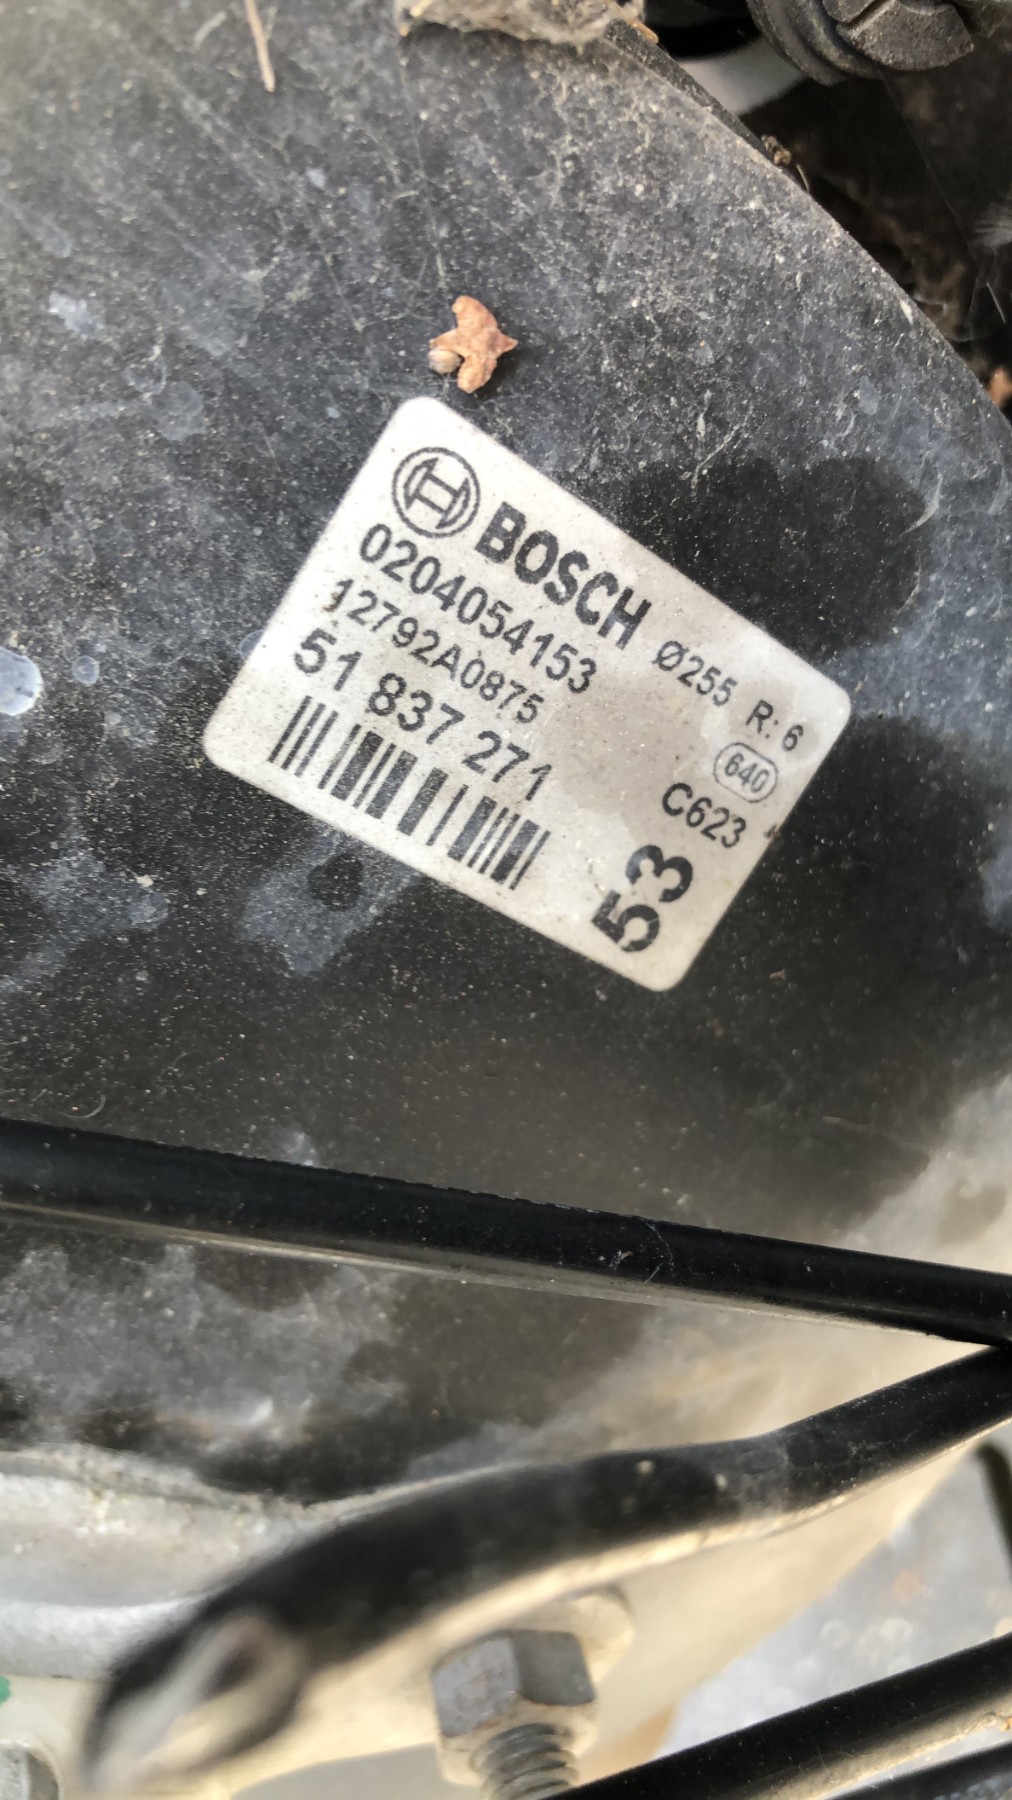 BOSCH
0204054153 Ø255 R: 6
12792A0875 640
51 837 271 C623
53